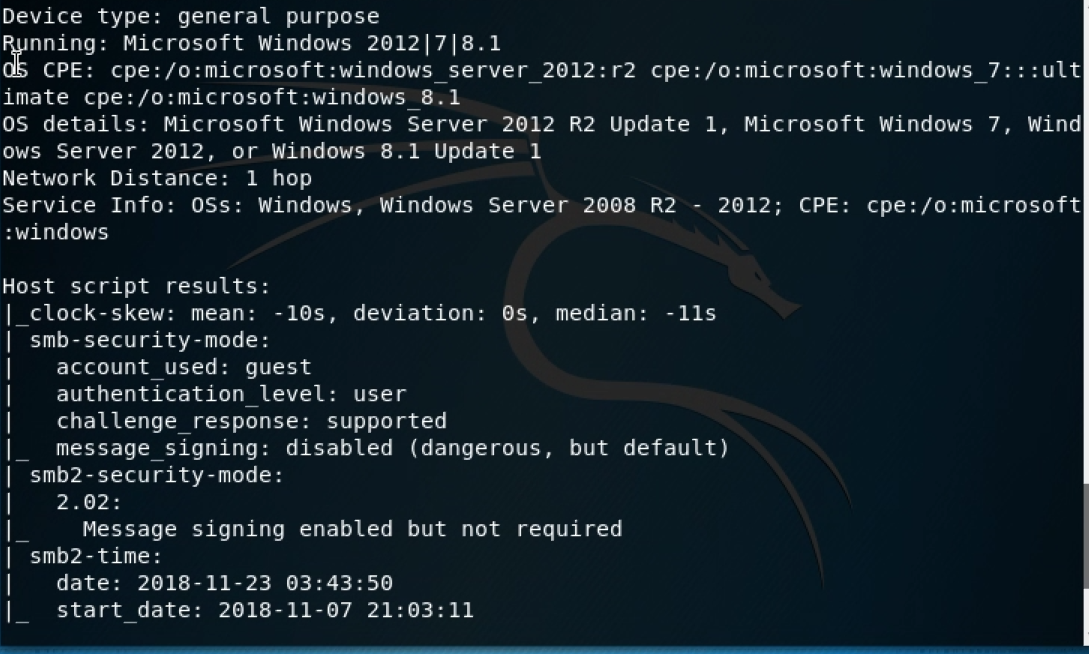 Device type: general purpose
Running: Microsoft Windows 2012|7|8.1
OS CPE: cpe:/o:microsoft:windows_server_2012:r2 cpe:/o:microsoft:windows_7:::ult
imate cpe:/o:microsoft:windows_8.1
OS details: Microsoft Windows Server 2012 R2 Update 1, Microsoft Windows 7, Wind
ows Server 2012, or Windows 8.1 Update 1
Network Distance: 1 hop
Service Info: OSs: Windows, Windows Server 2008 R2 - 2012; CPE: cpe:/o:microsoft
:windows

Host script results:
|_clock-skew: mean: -10s, deviation: 0s, median: -11s
| smb-security-mode:
|   account_used: guest
|   authentication_level: user
|   challenge_response: supported
|_  message_signing: disabled (dangerous, but default)
| smb2-security-mode:
|   2.02:
|_    Message signing enabled but not required
| smb2-time:
|   date: 2018-11-23 03:43:50
|_  start_date: 2018-11-07 21:03:11